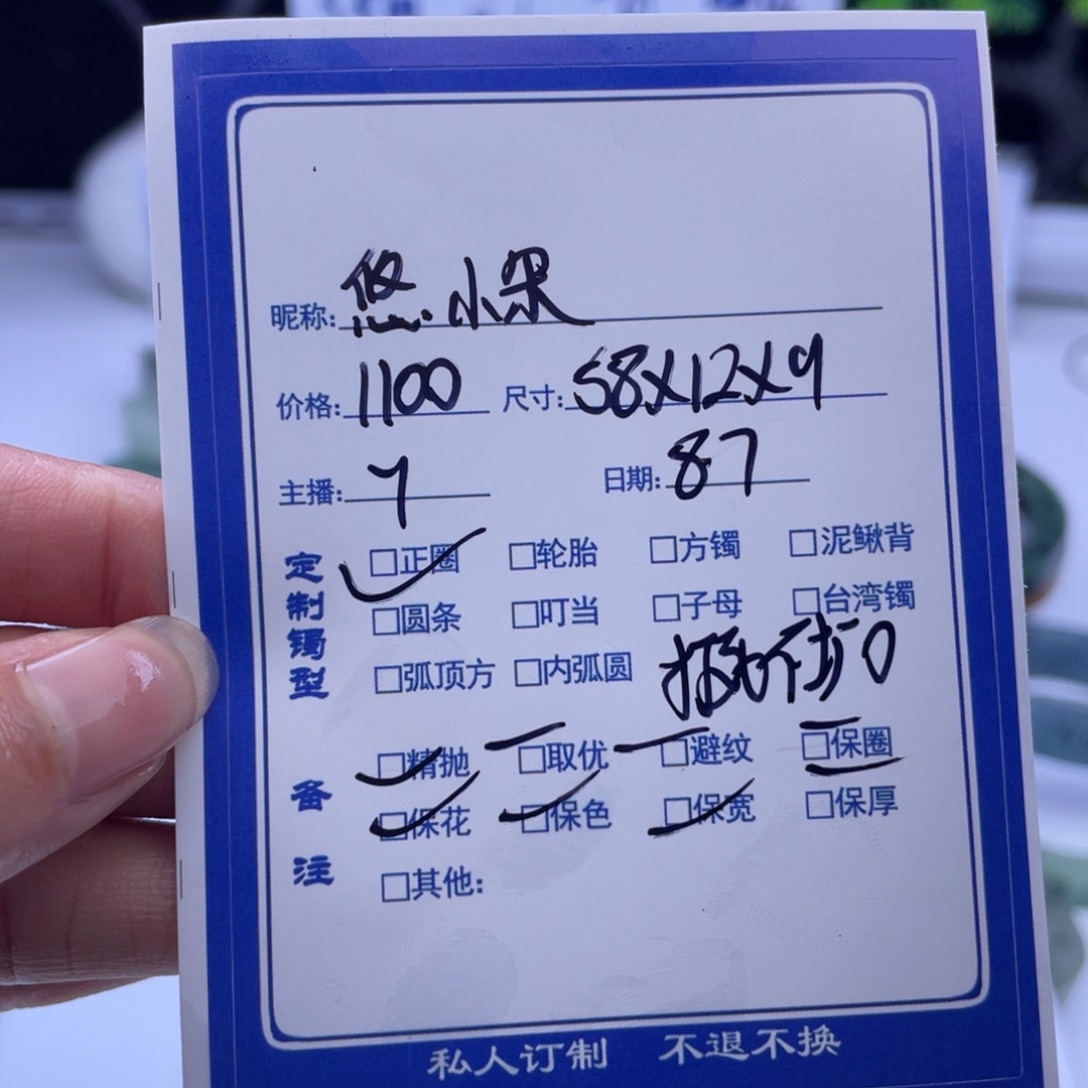 昵称: 悠.小果
价格: 1100 尺寸: 58X12X9
主播: 7 日期: 8.7
定制镯型
□正圈 □轮胎 □方镯 □泥鳅背
□圆条 □叮当 □子母 □台湾镯
□弧顶方 □内弧圆
备注
□精抛 □取优 □避纹 □保圈
□保花 □保色 □保宽 □保厚
□其他:
私人订制 不退不换